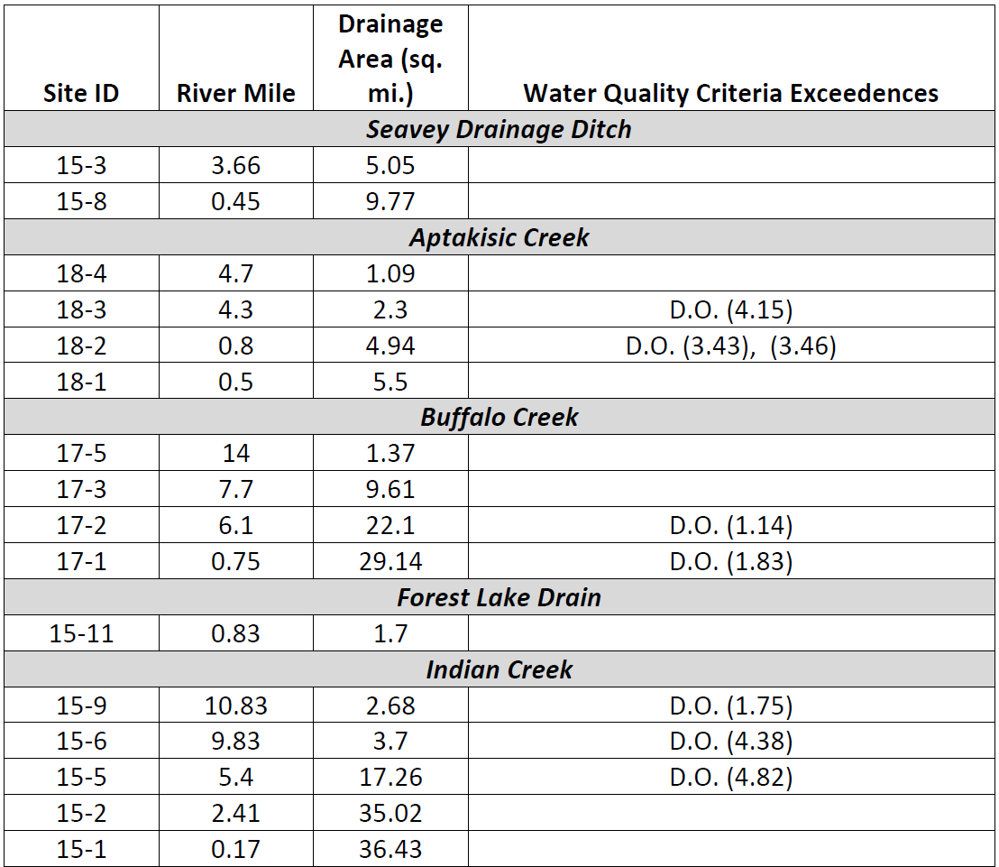 Site ID River Mile Drainage Area (sq. mi.) Water Quality Criteria Exceedences
Seavey Drainage Ditch
15-3 3.66 5.05
15-8 0.45 9.77
Aptakisic Creek
18-4 4.7 1.09
18-3 4.3 2.3 D.O. (4.15)
18-2 0.8 4.94 D.O. (3.43), (3.46)
18-1 0.5 5.5
Buffalo Creek
17-5 14 1.37
17-3 7.7 9.61
17-2 6.1 22.1 D.O. (1.14)
17-1 0.75 29.14 D.O. (1.83)
Forest Lake Drain
15-11 0.83 1.7
Indian Creek
15-9 10.83 2.68 D.O. (1.75)
15-6 9.83 3.7 D.O. (4.38)
15-5 5.4 17.26 D.O. (4.82)
15-2 2.41 35.02
15-1 0.17 36.43